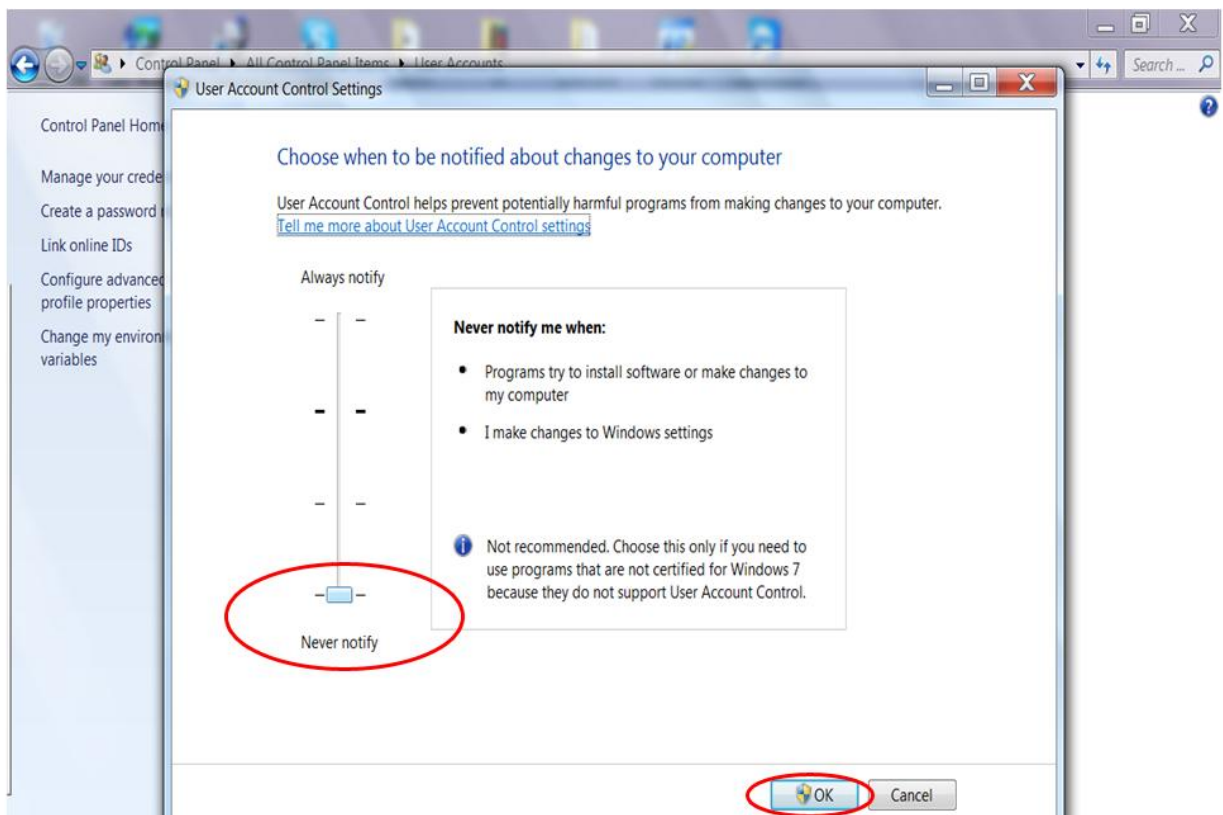 Control Panel ▸ All Control Panel Items ▸ User Accounts
Search ...
User Account Control Settings
Control Panel Home
Manage your crede
Create a password
Link online IDs
Configure advanced
profile properties
Change my environ
variables
Choose when to be notified about changes to your computer
User Account Control helps prevent potentially harmful programs from making changes to your computer.
Tell me more about User Account Control settings
Always notify
Never notify me when:
• Programs try to install software or make changes to
my computer
• I make changes to Windows settings
Not recommended. Choose this only if you need to
use programs that are not certified for Windows 7
because they do not support User Account Control.
Never notify
OK
Cancel